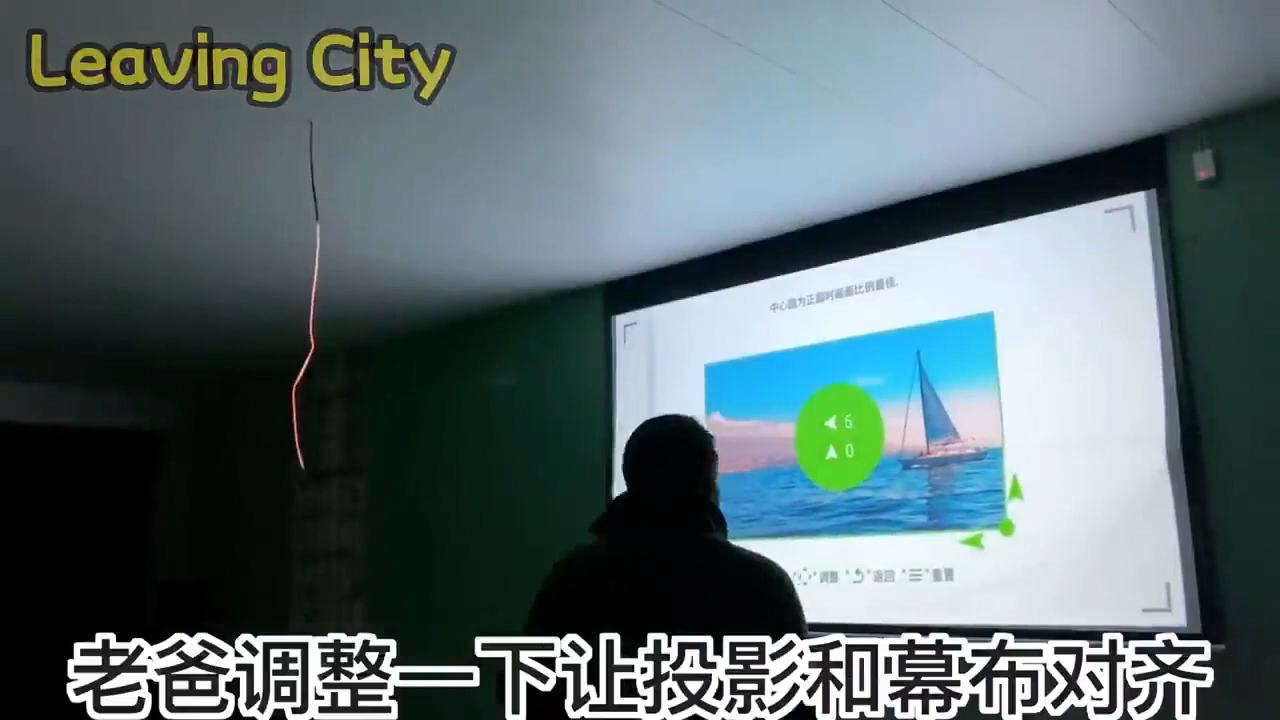 Leaving City
中心圆为正圆时画面比例最佳.
6
0
"调整 "返回 "☰"重置
老爸调整一下让投影和幕布对齐